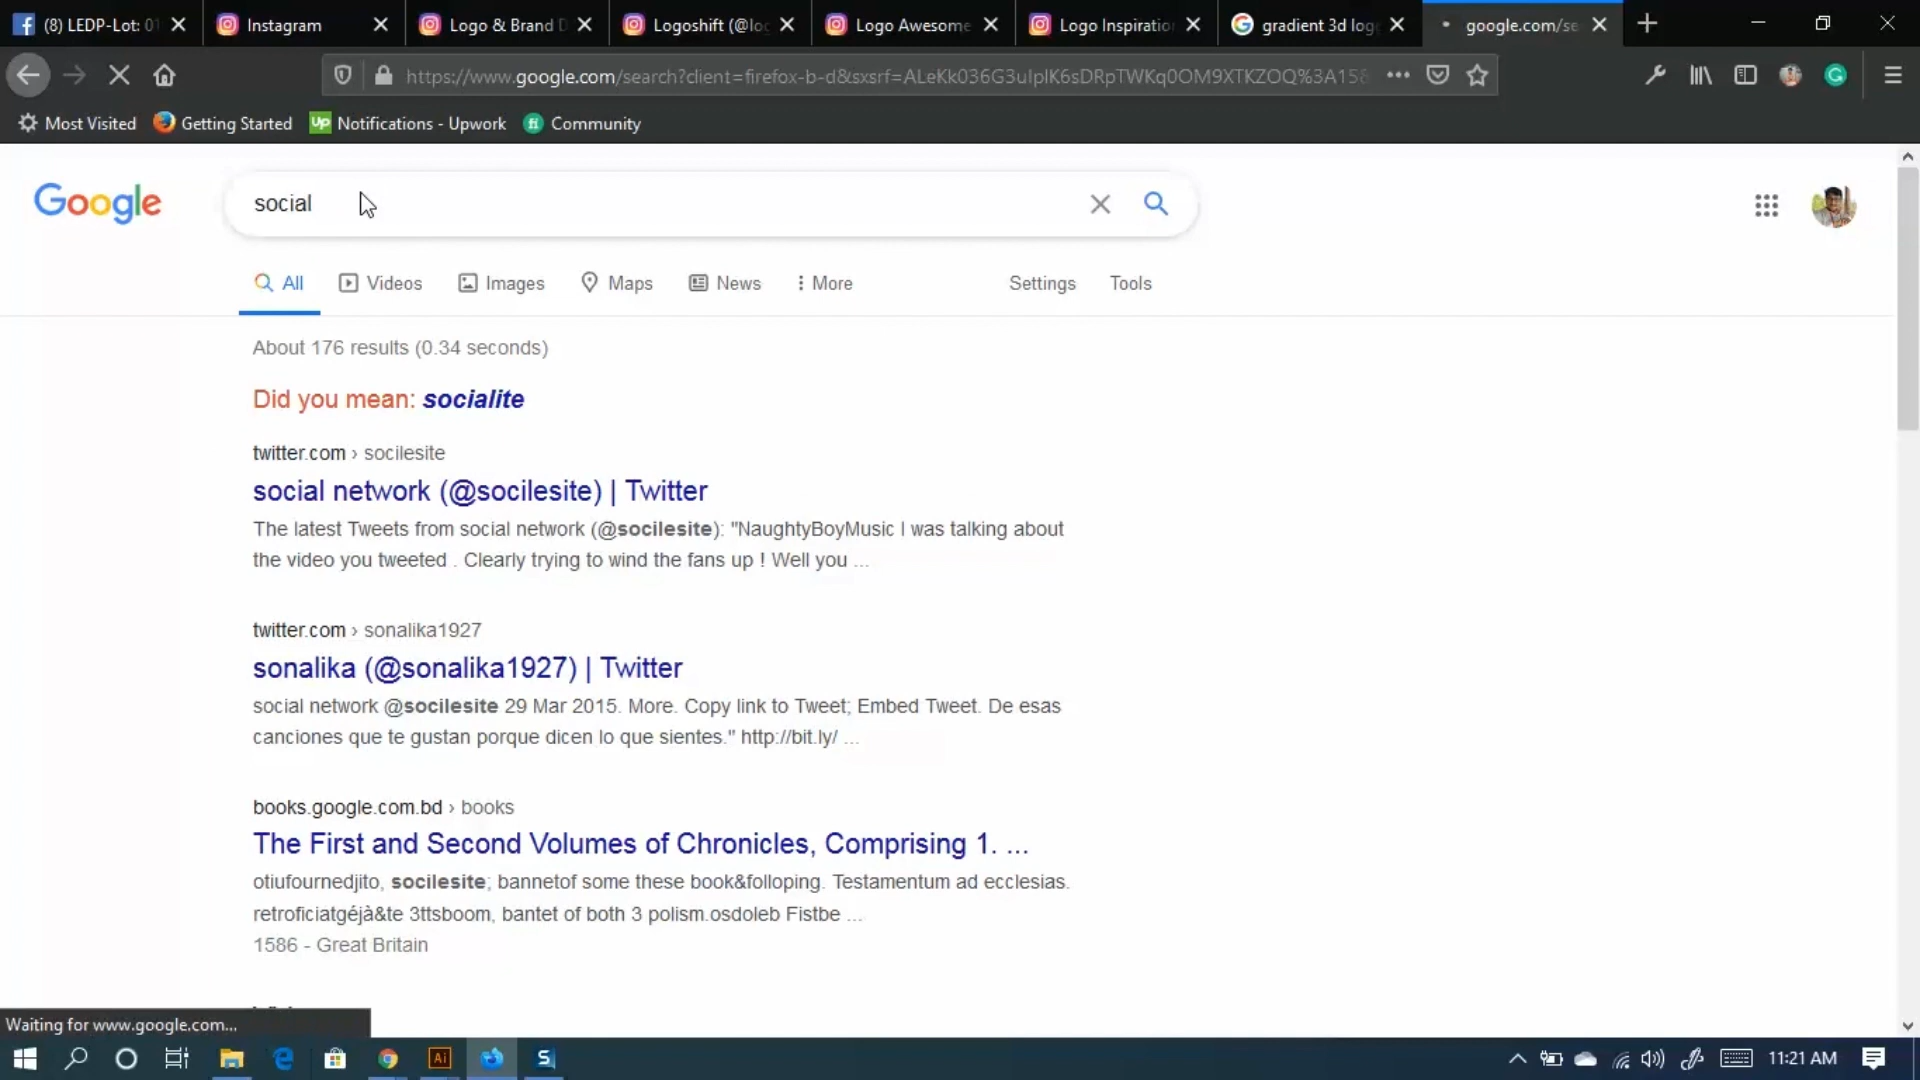 (8) LEDP-Lot: 01
Instagram
Logo & Brand D
Logoshift (@log
Logo Awesome
Logo Inspiration
gradient 3d logo
google.com/se
https://www.google.com/search?client=firefox-b-d&sxsrf=ALeKk036G3uIplK6sDRpTWKq0OM9XTKZOQ%3A158
Most Visited
Getting Started
Up
Notifications - Upwork
fi
Community
Google
social
All
Videos
Images
Maps
News
More
Settings
Tools
About 176 results (0.34 seconds)
Did you mean: socialite
twitter.com › socilesite
social network (@socilesite) | Twitter
The latest Tweets from social network (@socilesite): "NaughtyBoyMusic I was talking about
the video you tweeted . Clearly trying to wind the fans up ! Well you ...
twitter.com › sonalika1927
sonalika (@sonalika1927) | Twitter
social network @socilesite 29 Mar 2015. More. Copy link to Tweet; Embed Tweet. De esas
canciones que te gustan porque dicen lo que sientes." http://bit.ly/ ...
books.google.com.bd › books
The First and Second Volumes of Chronicles, Comprising 1. ...
otiufournedjito, socilesite; bannetof some these book&folloping. Testamentum ad ecclesias.
retroficiatgéjà&te 3ttsboom, bantet of both 3 polism.osdoleb Fistbe ...
1586 - Great Britain
Waiting for www.google.com...
Ai
S
11:21 AM